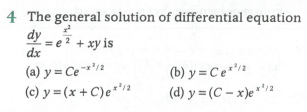 4 The general solution of differential equation
dy/dx = e^(x²/2) + xy is
(a) y = Ce^(-x²/2) (b) y = Ce^(x²/2)
(c) y = (x + C)e^(x²/2) (d) y = (C - x)e^(x²/2)